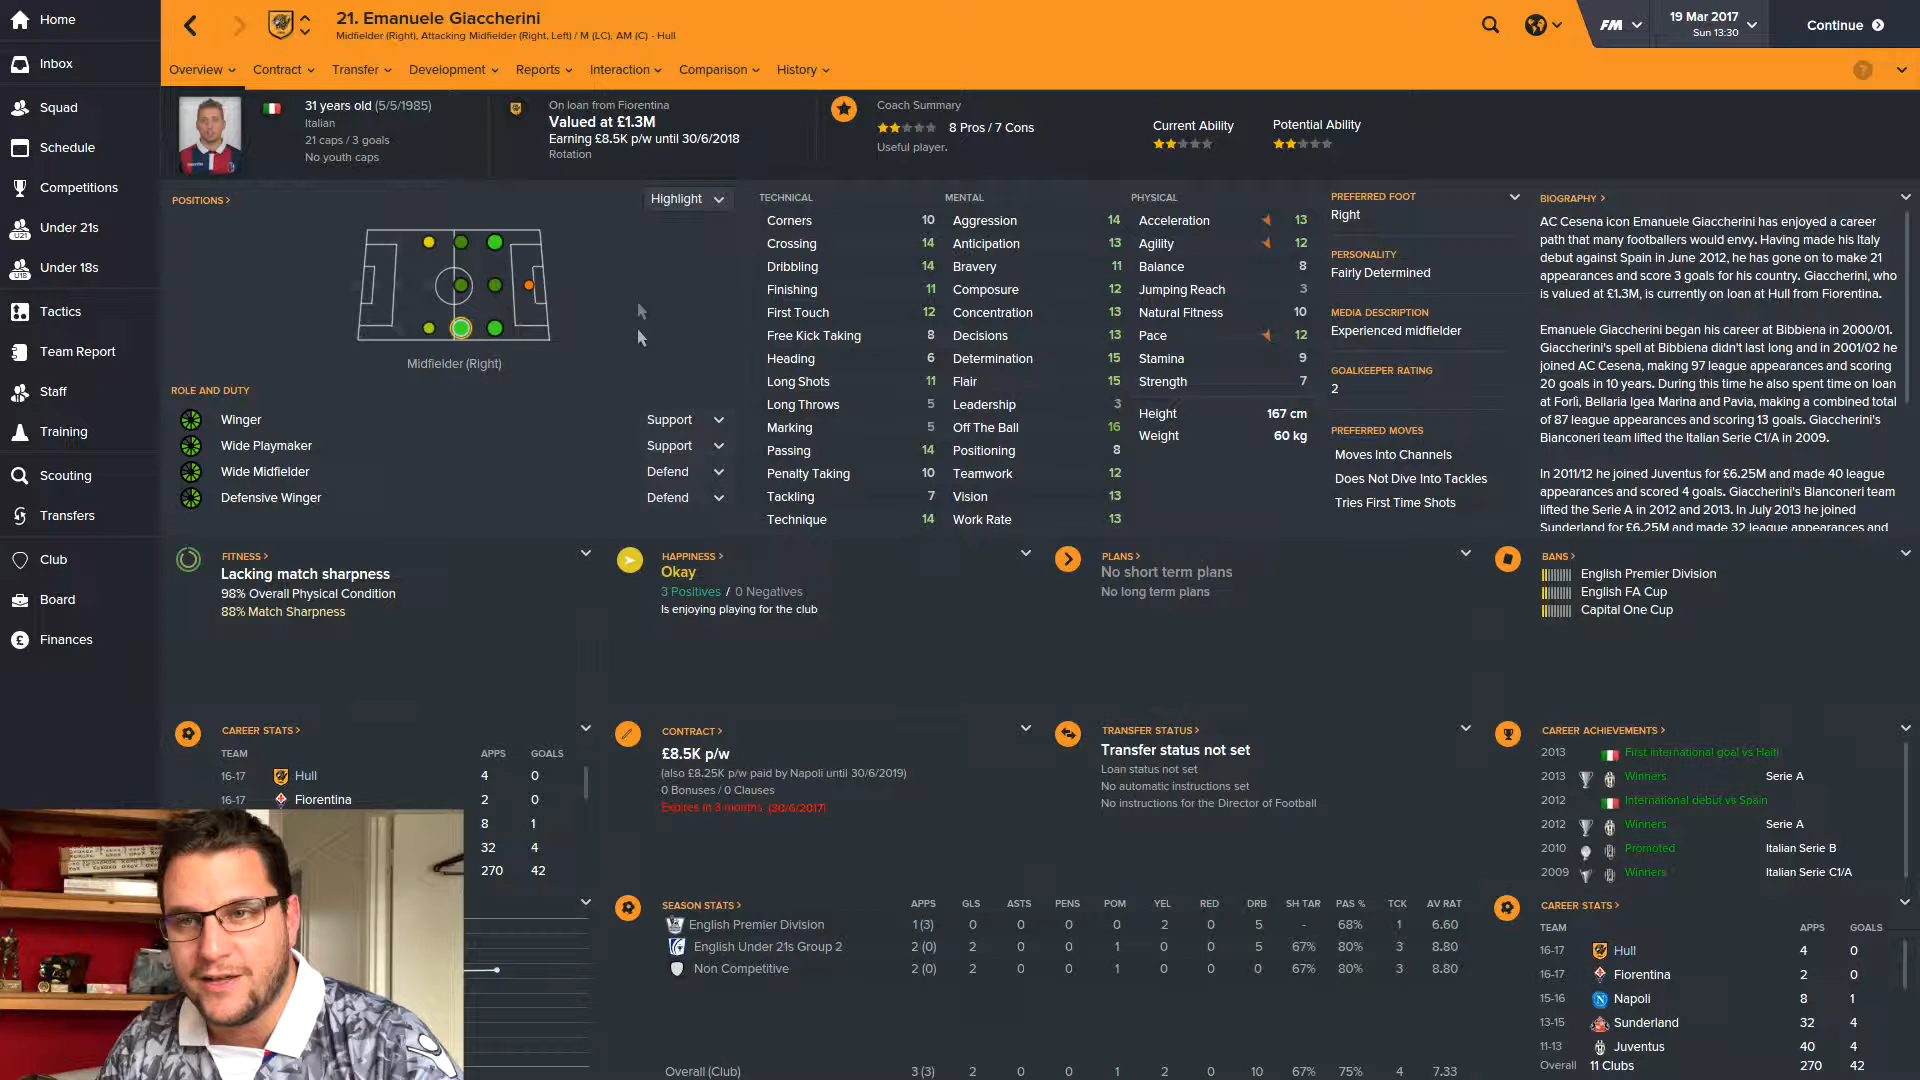 Home
Inbox
Squad
Schedule
Competitions
Under 21s
Under 18s
Tactics
Team Report
Staff
Training
Scouting
Transfers
Club
Board
Finances
21. Emanuele Giaccherini
Midfielder (Right), Attacking Midfielder (Right, Left) / M (LC), AM (C) - Hull
FM
19 Mar 2017
Sun 13:30
Continue
Overview Contract Transfer Development Reports Interaction Comparison History
31 years old (5/5/1985)
Italian
21 caps / 3 goals
No youth caps
On loan from Fiorentina
Valued at £1.3M
Earning £8.5K p/w until 30/6/2018
Rotation
Coach Summary
8 Pros / 7 Cons
Useful player.
Current Ability
Potential Ability
POSITIONS >
Highlight
Midfielder (Right)
ROLE AND DUTY
Winger Support
Wide Playmaker Support
Wide Midfielder Defend
Defensive Winger Defend
TECHNICAL
Corners 10
Crossing 14
Dribbling 14
Finishing 11
First Touch 12
Free Kick Taking 8
Heading 6
Long Shots 11
Long Throws 5
Marking 5
Passing 14
Penalty Taking 10
Tackling 7
Technique 14
MENTAL
Aggression 14
Anticipation 13
Bravery 11
Composure 12
Concentration 13
Decisions 13
Determination 15
Flair 15
Leadership 3
Off The Ball 16
Positioning 8
Teamwork 12
Vision 13
Work Rate 13
PHYSICAL
Acceleration 13
Agility 12
Balance 8
Jumping Reach 3
Natural Fitness 10
Pace 12
Stamina 9
Strength 7
Height 167 cm
Weight 60 kg
PREFERRED FOOT
Right
PERSONALITY
Fairly Determined
MEDIA DESCRIPTION
Experienced midfielder
GOALKEEPER RATING
2
PREFERRED MOVES
Moves Into Channels
Does Not Dive Into Tackles
Tries First Time Shots
BIOGRAPHY >
AC Cesena icon Emanuele Giaccherini has enjoyed a career
path that many footballers would envy. Having made his Italy
debut against Spain in June 2012, he has gone on to make 21
appearances and score 3 goals for his country. Giaccherini, who
is valued at £1.3M, is currently on loan at Hull from Fiorentina.
Emanuele Giaccherini began his career at Bibbiena in 2000/01.
Giaccherini's spell at Bibbiena didn't last long and in 2001/02 he
joined AC Cesena, making 97 league appearances and scoring
20 goals in 10 years. During this time he also spent time on loan
at Forlì, Bellaria Igea Marina and Pavia, making a combined total
of 87 league appearances and scoring 13 goals. Giaccherini's
Bianconeri team lifted the Italian Serie C1/A in 2009.
In 2011/12 he joined Juventus for £6.25M and made 40 league
appearances and scored 4 goals. Giaccherini's Bianconeri team
lifted the Serie A in 2012 and 2013. In July 2013 he joined
Sunderland for £6.25M and made 32 league appearances and
FITNESS >
Lacking match sharpness
98% Overall Physical Condition
88% Match Sharpness
HAPPINESS >
Okay
3 Positives / 0 Negatives
Is enjoying playing for the club
PLANS >
No short term plans
No long term plans
BANS >
English Premier Division
English FA Cup
Capital One Cup
CAREER STATS >
TEAM APPS GOALS
16-17 Hull 4 0
16-17 Fiorentina 2 0
8 1
32 4
270 42
CONTRACT >
£8.5K p/w
(also £8.25K p/w paid by Napoli until 30/6/2019)
0 Bonuses / 0 Clauses
Expires in 3 months (30/6/2017)
TRANSFER STATUS >
Transfer status not set
Loan status not set
No automatic instructions set
No instructions for the Director of Football
CAREER ACHIEVEMENTS >
2013 First international goal vs Haiti
2013 Winners Serie A
2012 International debut vs Spain
2012 Winners Serie A
2010 Promoted Italian Serie B
2009 Winners Italian Serie C1/A
SEASON STATS > APPS GLS ASTS PENS POM YEL RED DRB SH TAR PAS % TCK AV RAT
English Premier Division 1 (3) 0 0 0 0 2 0 5 - 68% 1 6.60
English Under 21s Group 2 2 (0) 2 0 0 1 0 0 5 67% 80% 3 8.80
Non Competitive 2 (0) 2 0 0 1 0 0 0 67% 80% 3 8.80
Overall (Club) 3 (3) 2 0 0 1 2 0 10 67% 75% 4 7.33
CAREER STATS >
TEAM APPS GOALS
16-17 Hull 4 0
16-17 Fiorentina 2 0
15-16 Napoli 8 1
13-15 Sunderland 32 4
11-13 Juventus 40 4
Overall 11 Clubs 270 42